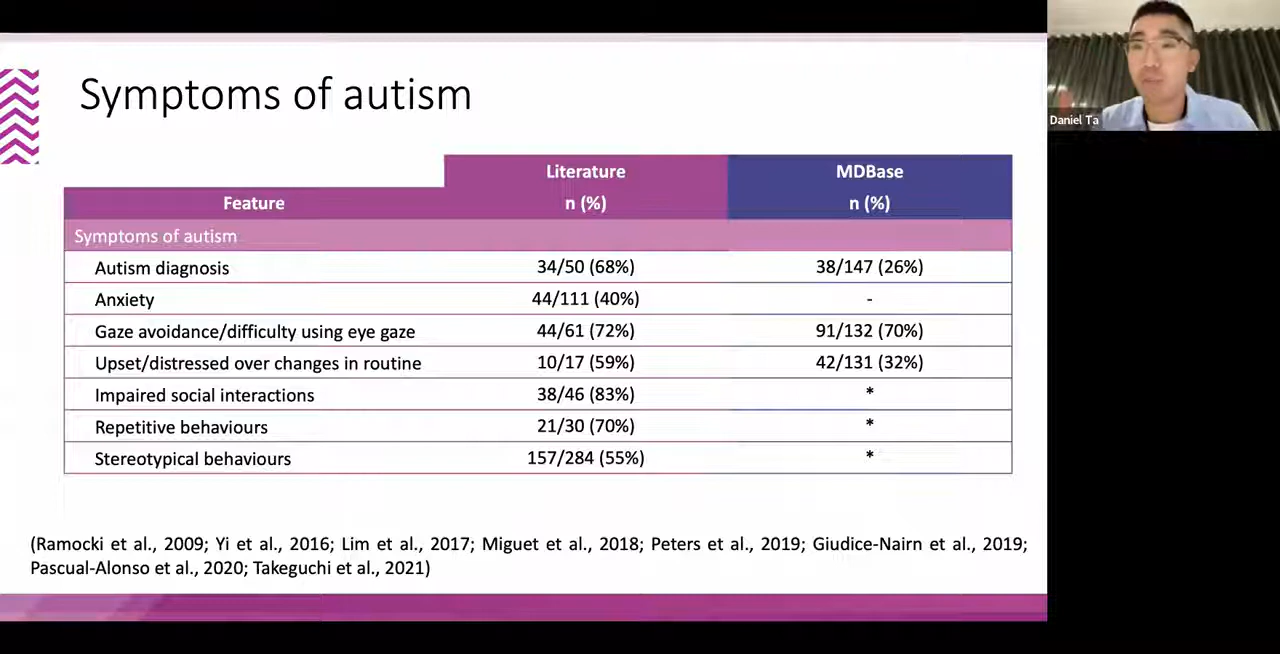 Symptoms of autism
Literature MDBase
Feature n (%) n (%)
Symptoms of autism
Autism diagnosis 34/50 (68%) 38/147 (26%)
Anxiety 44/111 (40%) -
Gaze avoidance/difficulty using eye gaze 44/61 (72%) 91/132 (70%)
Upset/distressed over changes in routine 10/17 (59%) 42/131 (32%)
Impaired social interactions 38/46 (83%) *
Repetitive behaviours 21/30 (70%) *
Stereotypical behaviours 157/284 (55%) *
(Ramocki et al., 2009; Yi et al., 2016; Lim et al., 2017; Miguet et al., 2018; Peters et al., 2019; Giudice-Nairn et al., 2019;
Pascual-Alonso et al., 2020; Takeguchi et al., 2021)
Daniel Ta